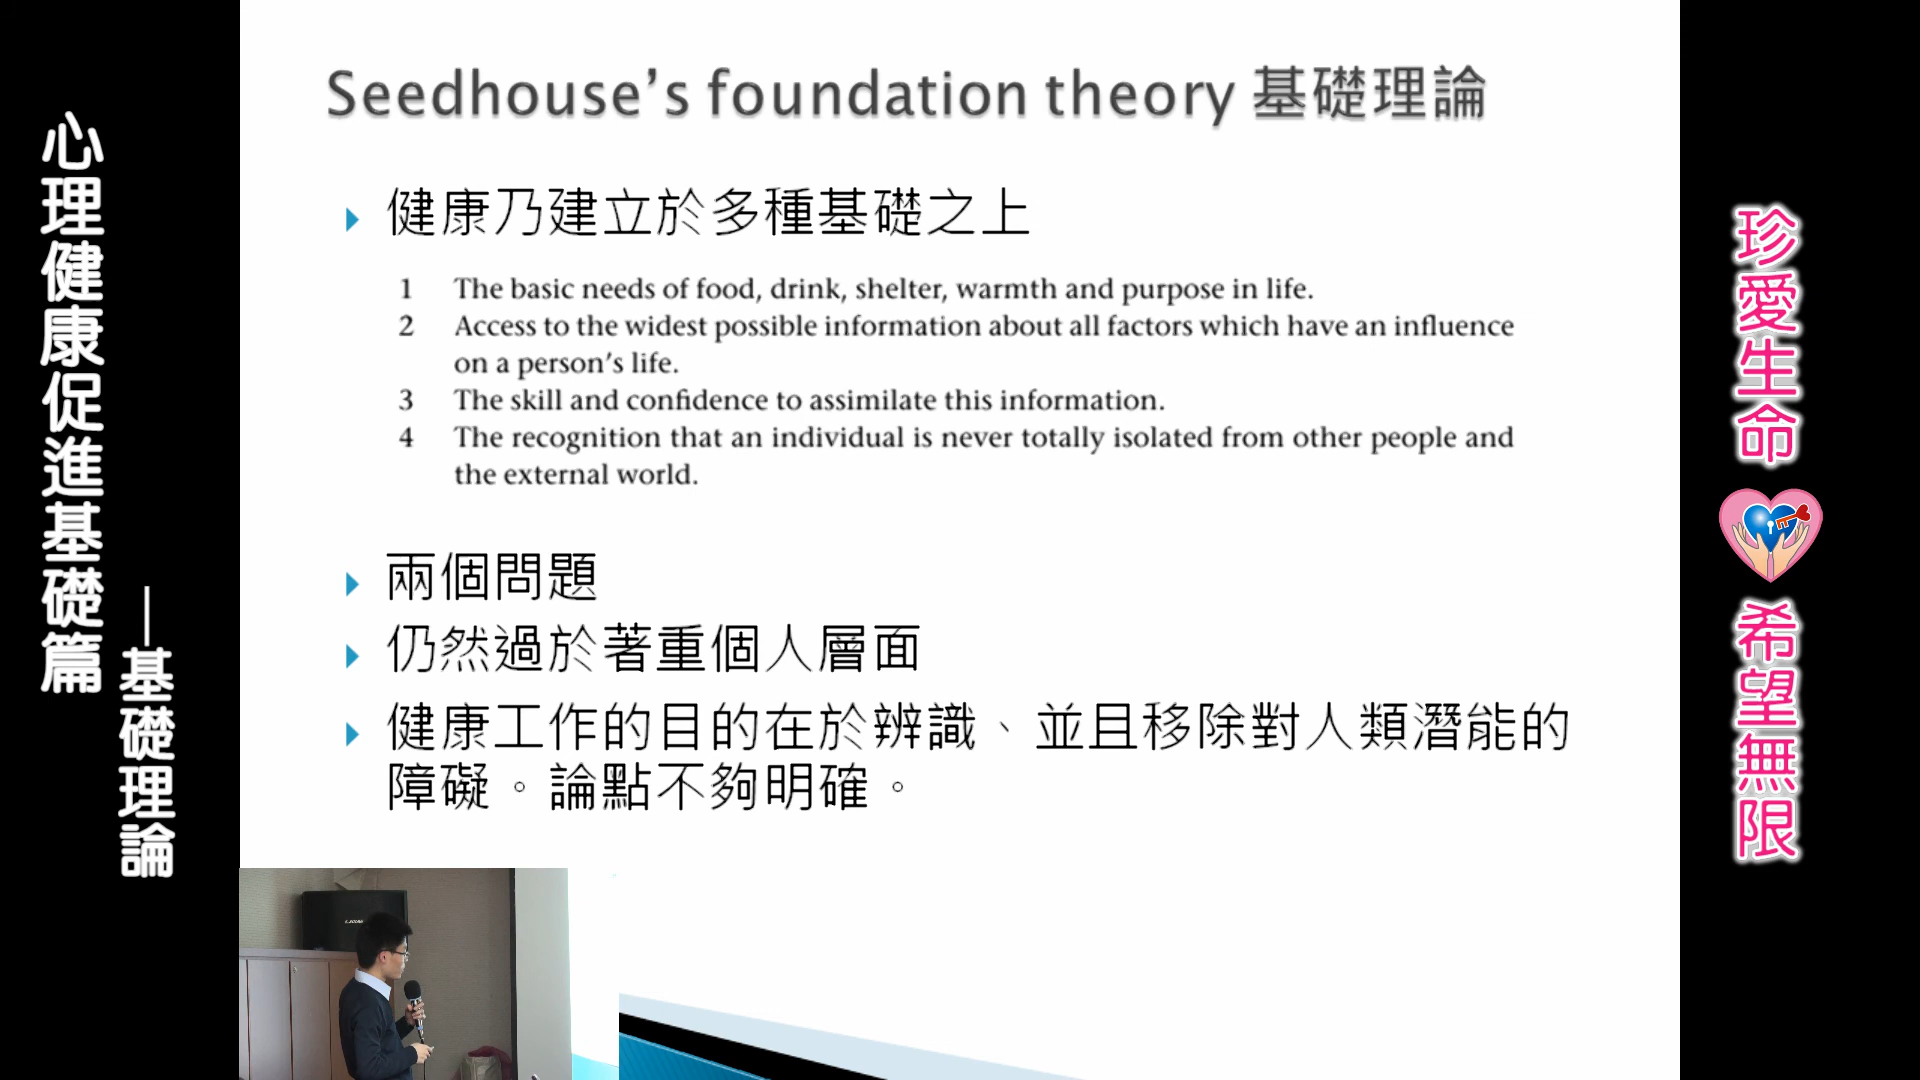 心理健康促進基礎篇
—基礎理論
Seedhouse’s foundation theory 基礎理論
健康乃建立於多種基礎之上
1 The basic needs of food, drink, shelter, warmth and purpose in life.
2 Access to the widest possible information about all factors which have an influence
on a person’s life.
3 The skill and confidence to assimilate this information.
4 The recognition that an individual is never totally isolated from other people and
the external world.
兩個問題
仍然過於著重個人層面
健康工作的目的在於辨識、並且移除對人類潛能的
障礙。論點不夠明確。
珍愛生命
希望無限